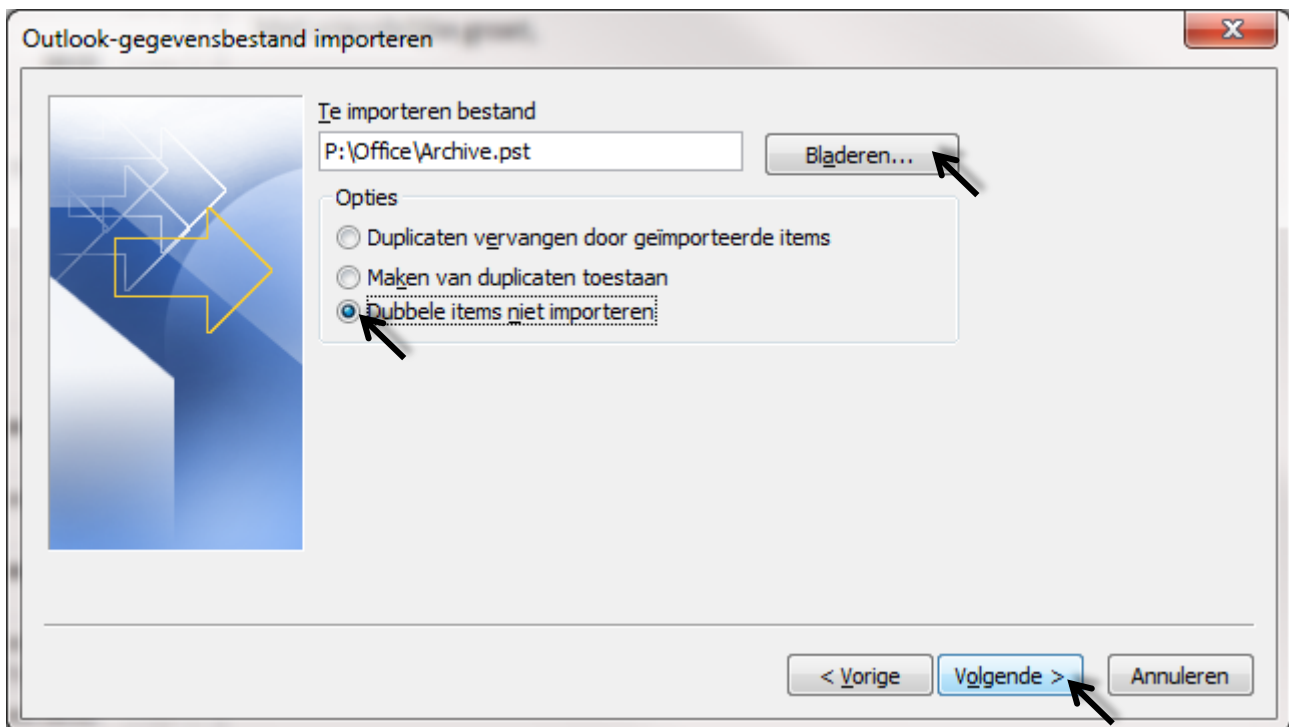 Outlook-gegevensbestand importeren
Te importeren bestand
P:\Office\Archive.pst
Bladeren...
Opties
Duplicaten vervangen door geïmporteerde items
Maken van duplicaten toestaan
Dubbele items niet importeren
< Vorige
Volgende >
Annuleren